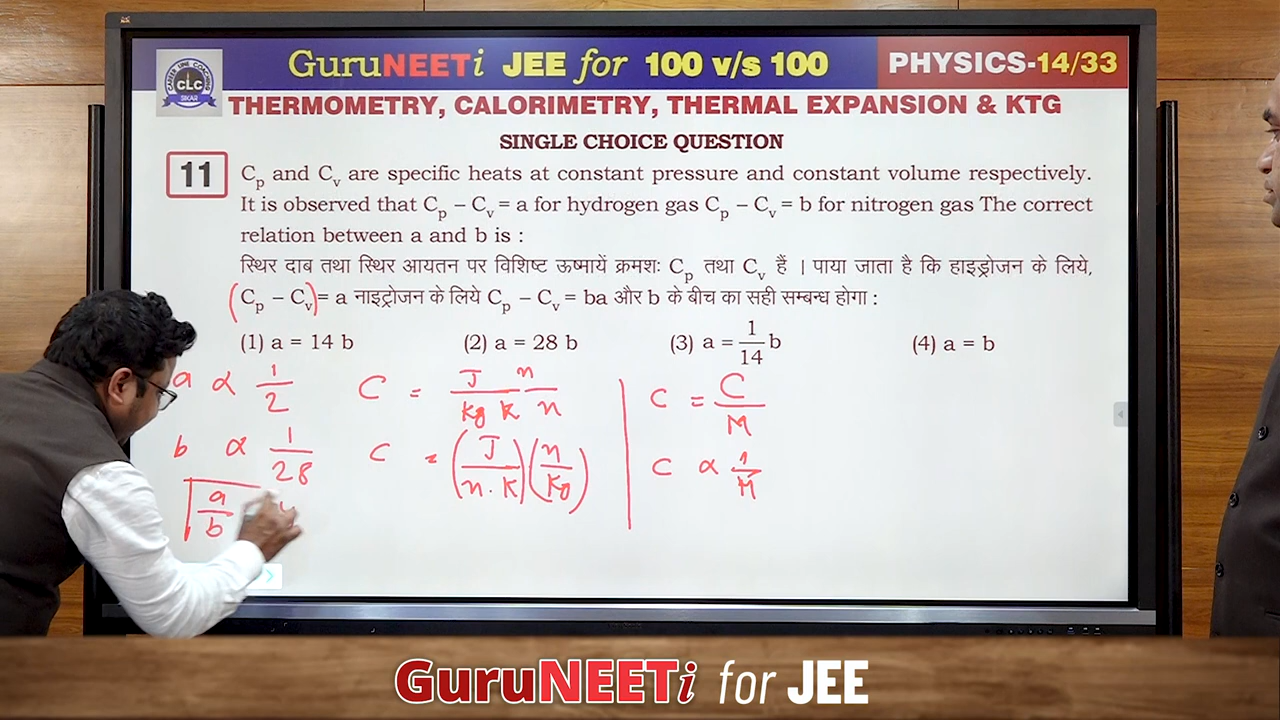 GuruNEETi JEE for 100 v/s 100
PHYSICS-14/33
CAREER LINE COACHING
CLC
SIKAR
THERMOMETRY, CALORIMETRY, THERMAL EXPANSION & KTG
SINGLE CHOICE QUESTION
11
Cp and Cv are specific heats at constant pressure and constant volume respectively.
It is observed that Cp – Cv = a for hydrogen gas Cp – Cv = b for nitrogen gas The correct
relation between a and b is :
स्थिर दाब तथा स्थिर आयतन पर विशिष्ट ऊष्मायें क्रमशः Cp तथा Cv हैं । पाया जाता है कि हाइड्रोजन के लिये,
(Cp – Cv) = a नाइट्रोजन के लिये Cp – Cv = ba और b के बीच का सही सम्बन्ध होगा :
(1) a = 14 b (2) a = 28 b (3) a = 1/14 b (4) a = b
a ∝ 1/2 C = J/kg k n/n C = C/M
b ∝ 1/28 C = (J/n.k)(n/kg) C ∝ 1/M
a/b
GuruNEETi for JEE